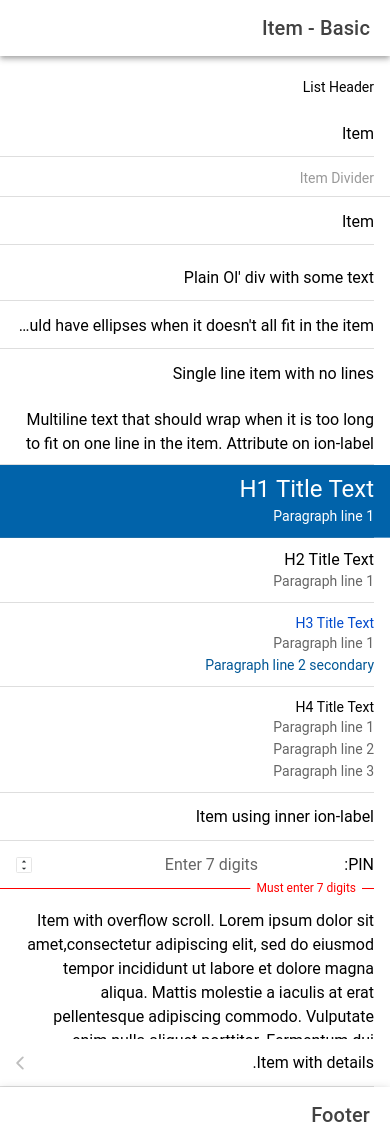 Item - Basic
List Header
Item
Item Divider
Item
Plain Ol' div with some text
...uld have ellipses when it doesn't all fit in the item
Single line item with no lines
Multiline text that should wrap when it is too long
to fit on one line in the item. Attribute on ion-label
H1 Title Text
Paragraph line 1
H2 Title Text
Paragraph line 1
H3 Title Text
Paragraph line 1
Paragraph line 2 secondary
H4 Title Text
Paragraph line 1
Paragraph line 2
Paragraph line 3
Item using inner ion-label
:PIN Enter 7 digits
Must enter 7 digits
Item with overflow scroll. Lorem ipsum dolor sit
amet,consectetur adipiscing elit, sed do eiusmod
tempor incididunt ut labore et dolore magna
aliqua. Mattis molestie a iaculis at erat
pellentesque adipiscing commodo. Vulputate
enim nulla aliquet porttitor. Fermentum dui
.Item with details
Footer